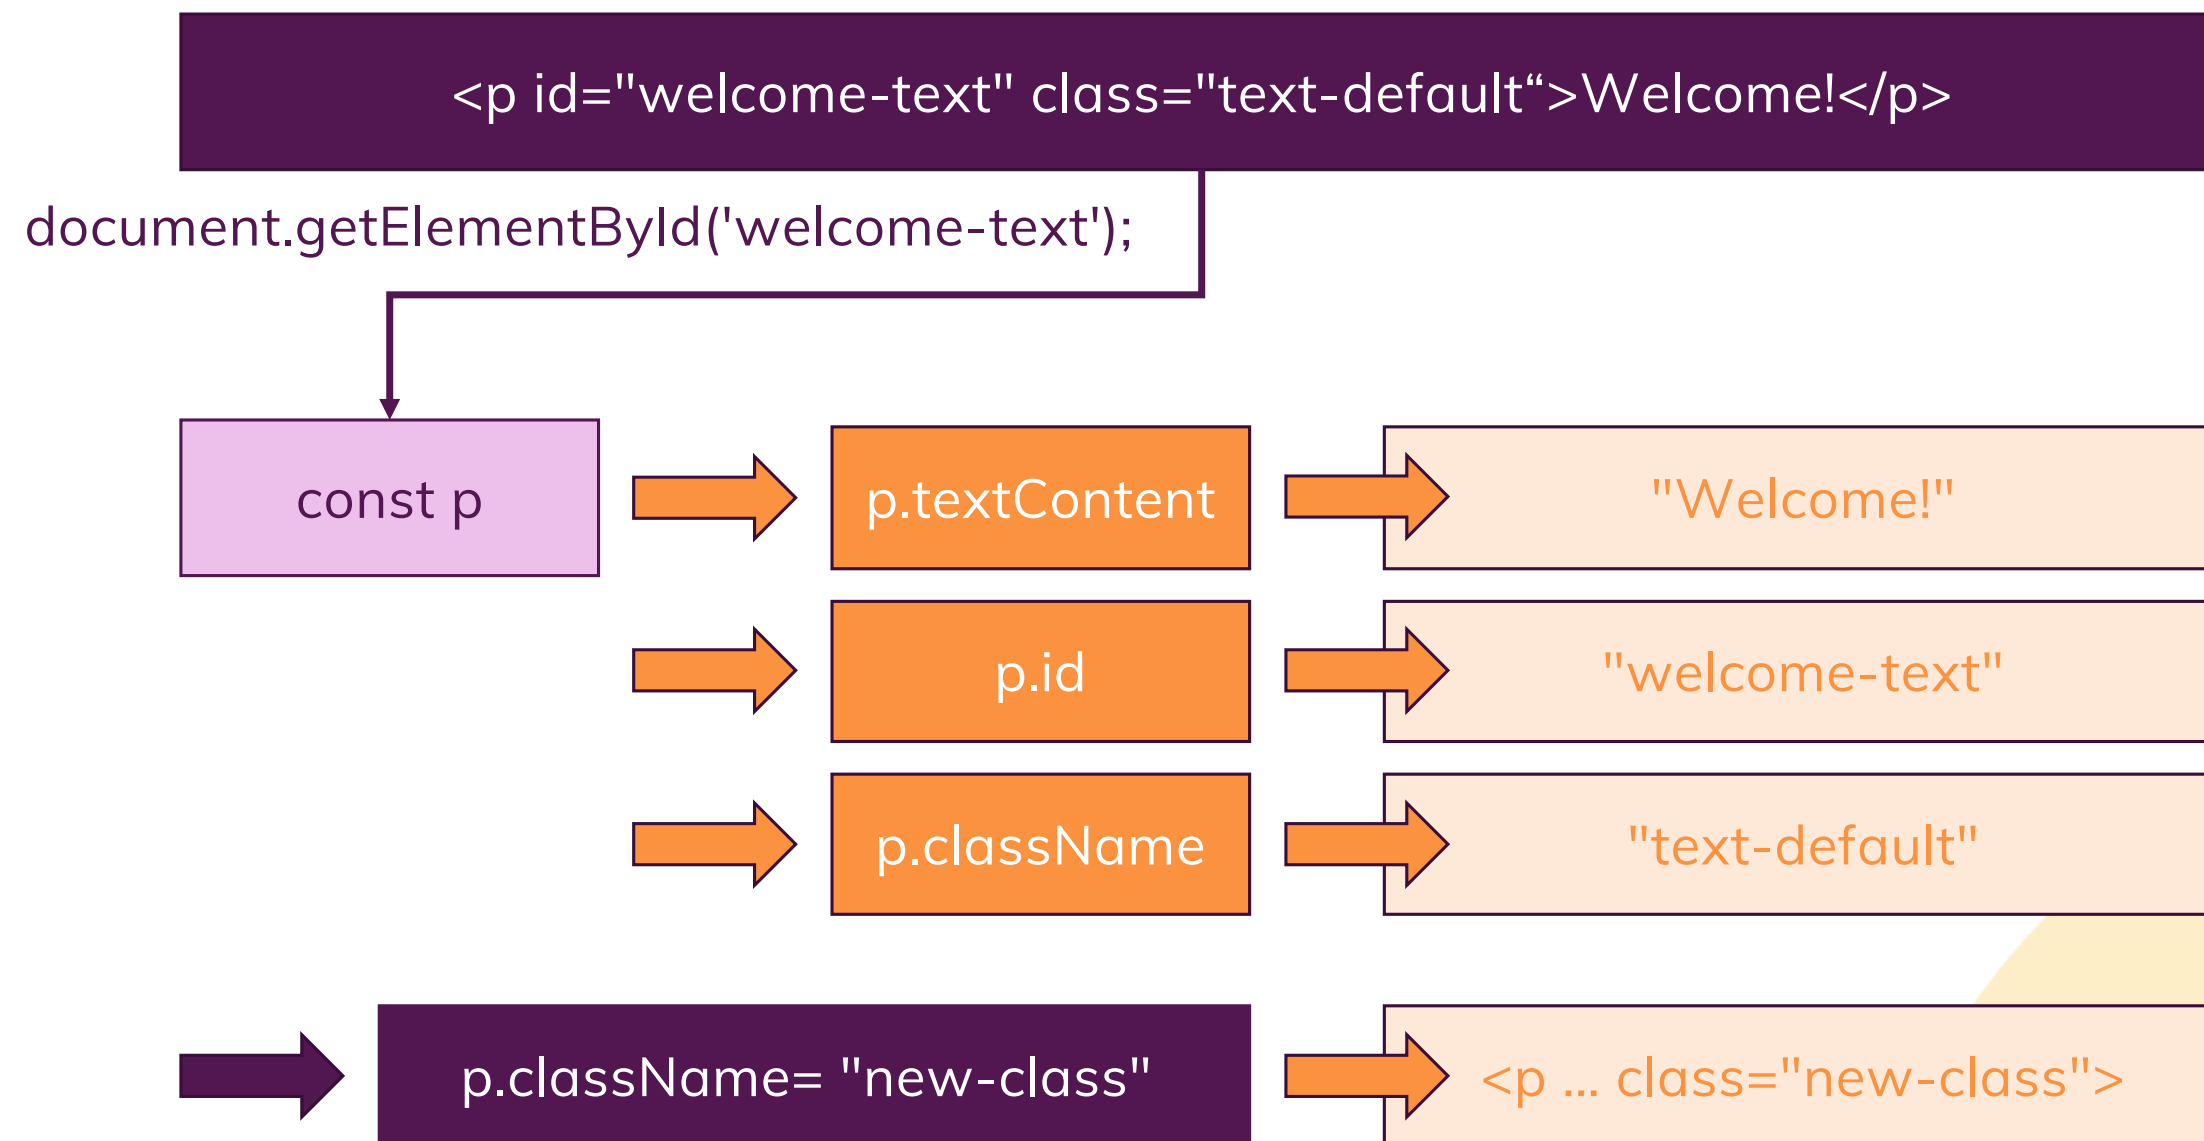 <p id="welcome-text" class="text-default“>Welcome!</p>
document.getElementById('welcome-text');
const p
p.textContent
"Welcome!"
p.id
"welcome-text"
p.className
"text-default"
p.className= "new-class"
<p ... class="new-class">